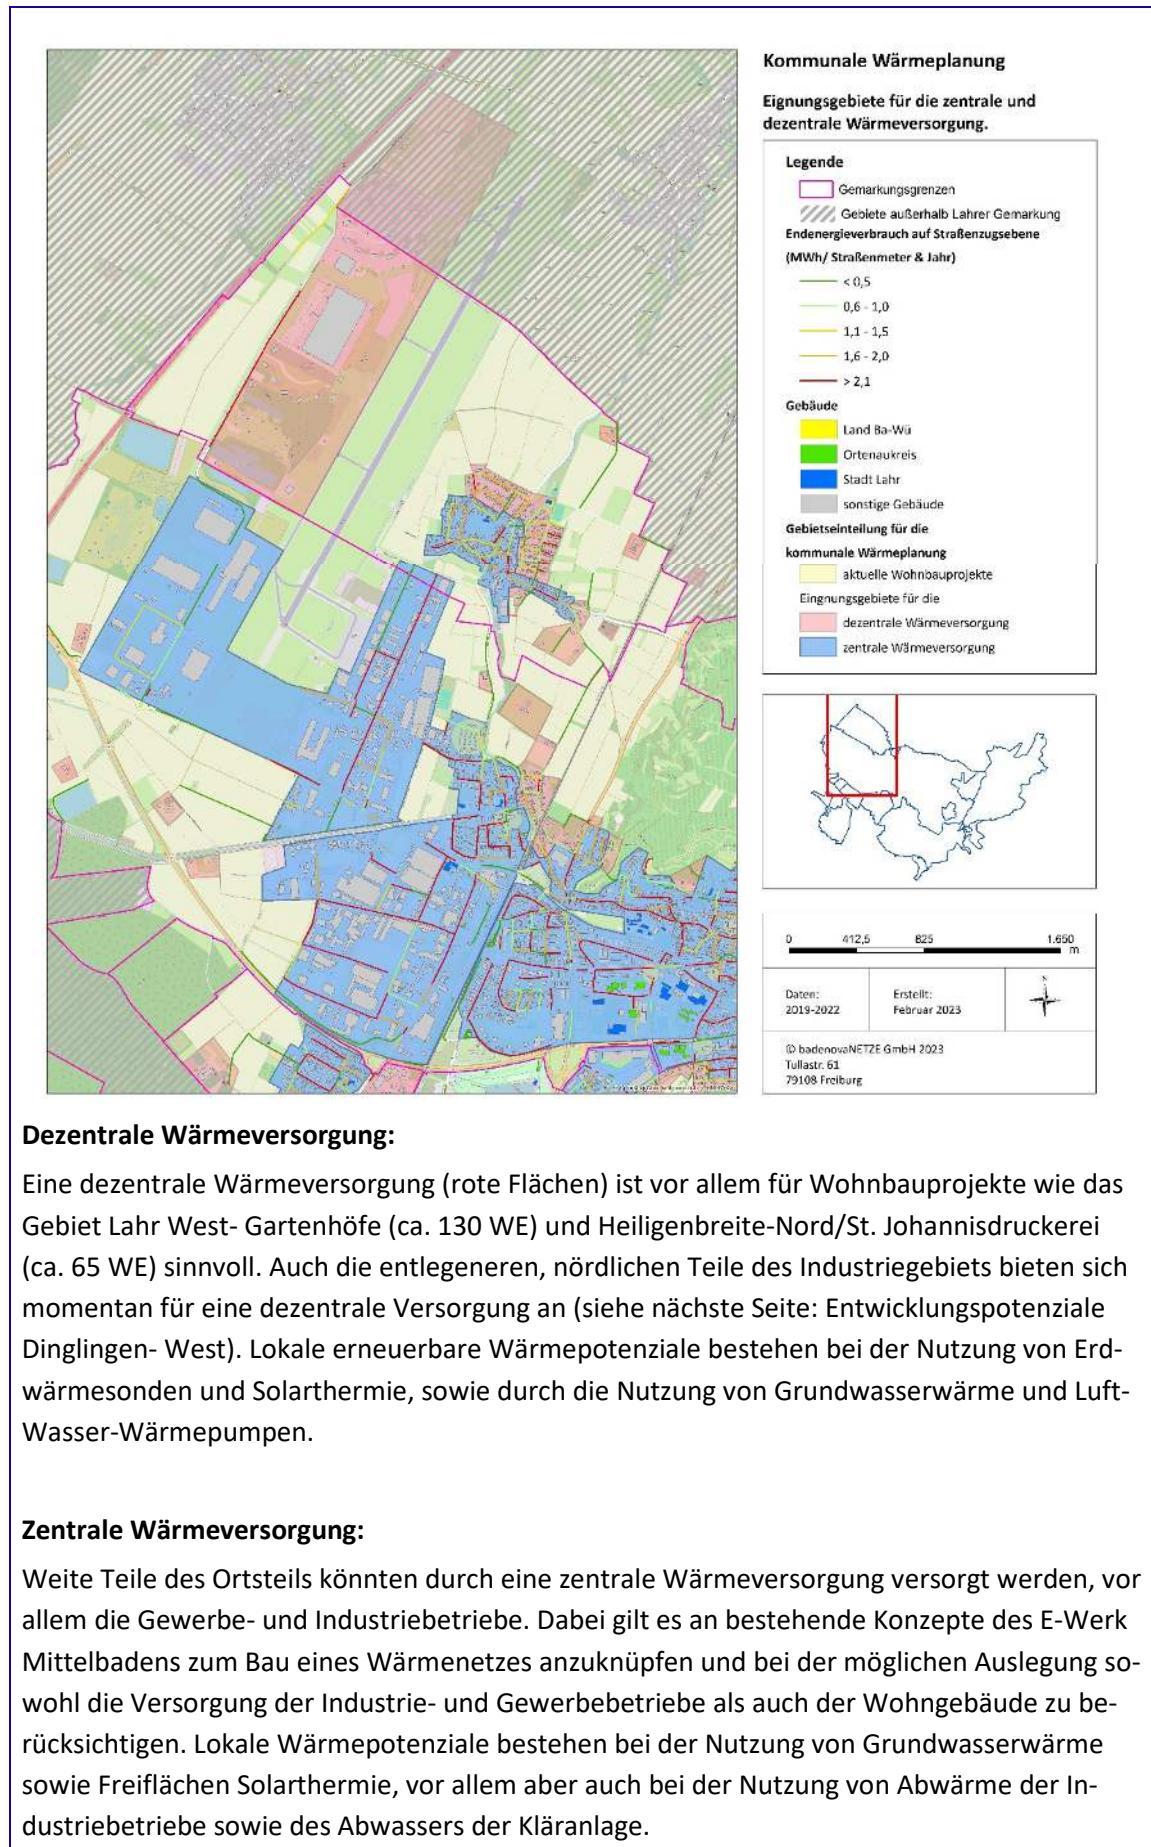 Kommunale Wärmeplanung
Eignungsgebiete für die zentrale und
dezentrale Wärmeversorgung.
Legende
Gemarkungsgrenzen
Gebiete außerhalb Lahrer Gemarkung
Endenergieverbrauch auf Straßenzugsebene
(MWh/ Straßenmeter & Jahr)
< 0,5
0,6 - 1,0
1,1 - 1,5
1,6 - 2,0
> 2,1
Gebäude
Land Ba-Wü
Ortenaukreis
Stadt Lahr
sonstige Gebäude
Gebietseinteilung für die
kommunale Wärmeplanung
aktuelle Wohnbauprojekte
Eingnungsgebiete für die
dezentrale Wärmeversorgung
zentrale Wärmeversorgung
0 412,5 825 1.650
m
Daten:
2019-2022
Erstellt:
Februar 2023
N
© badenovaNETZE GmbH 2023
Tullastr. 61
79108 Freiburg
Dezentrale Wärmeversorgung:
Eine dezentrale Wärmeversorgung (rote Flächen) ist vor allem für Wohnbauprojekte wie das
Gebiet Lahr West- Gartenhöfe (ca. 130 WE) und Heiligenbreite-Nord/St. Johannisdruckerei
(ca. 65 WE) sinnvoll. Auch die entlegeneren, nördlichen Teile des Industriegebiets bieten sich
momentan für eine dezentrale Versorgung an (siehe nächste Seite: Entwicklungspotenziale
Dinglingen- West). Lokale erneuerbare Wärmepotenziale bestehen bei der Nutzung von Erd-
wärmesonden und Solarthermie, sowie durch die Nutzung von Grundwasserwärme und Luft-
Wasser-Wärmepumpen.
Zentrale Wärmeversorgung:
Weite Teile des Ortsteils könnten durch eine zentrale Wärmeversorgung versorgt werden, vor
allem die Gewerbe- und Industriebetriebe. Dabei gilt es an bestehende Konzepte des E-Werk
Mittelbadens zum Bau eines Wärmenetzes anzuknüpfen und bei der möglichen Auslegung so-
wohl die Versorgung der Industrie- und Gewerbebetriebe als auch der Wohngebäude zu be-
rücksichtigen. Lokale Wärmepotenziale bestehen bei der Nutzung von Grundwasserwärme
sowie Freiflächen Solarthermie, vor allem aber auch bei der Nutzung von Abwärme der In-
dustriebetriebe sowie des Abwassers der Kläranlage.